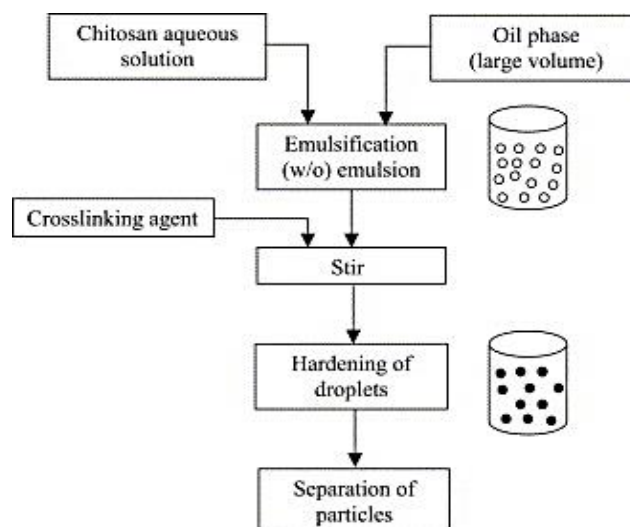 Chitosan aqueous
solution
Oil phase
(large volume)
Emulsification
(w/o) emulsion
Crosslinking agent
Stir
Hardening of
droplets
Separation of
particles